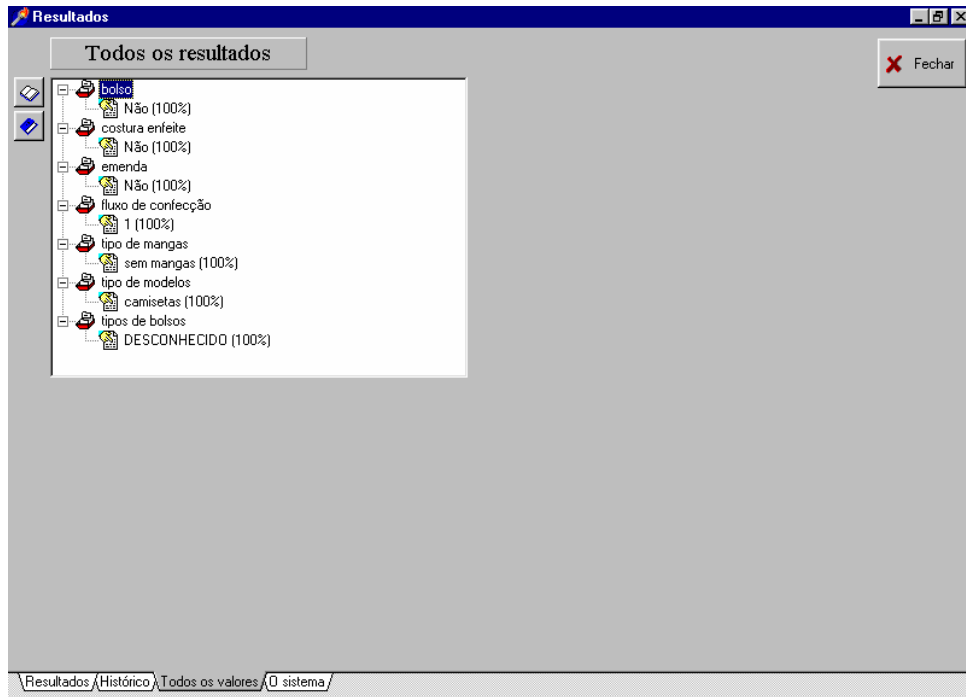 Resultados
Todos os resultados
Fechar
bolso
Não (100%)
costura enfeite
Não (100%)
emenda
Não (100%)
fluxo de confecção
1 (100%)
tipo de mangas
sem mangas (100%)
tipo de modelos
camisetas (100%)
tipos de bolsos
DESCONHECIDO (100%)
Resultados Histórico Todos os valores O sistema